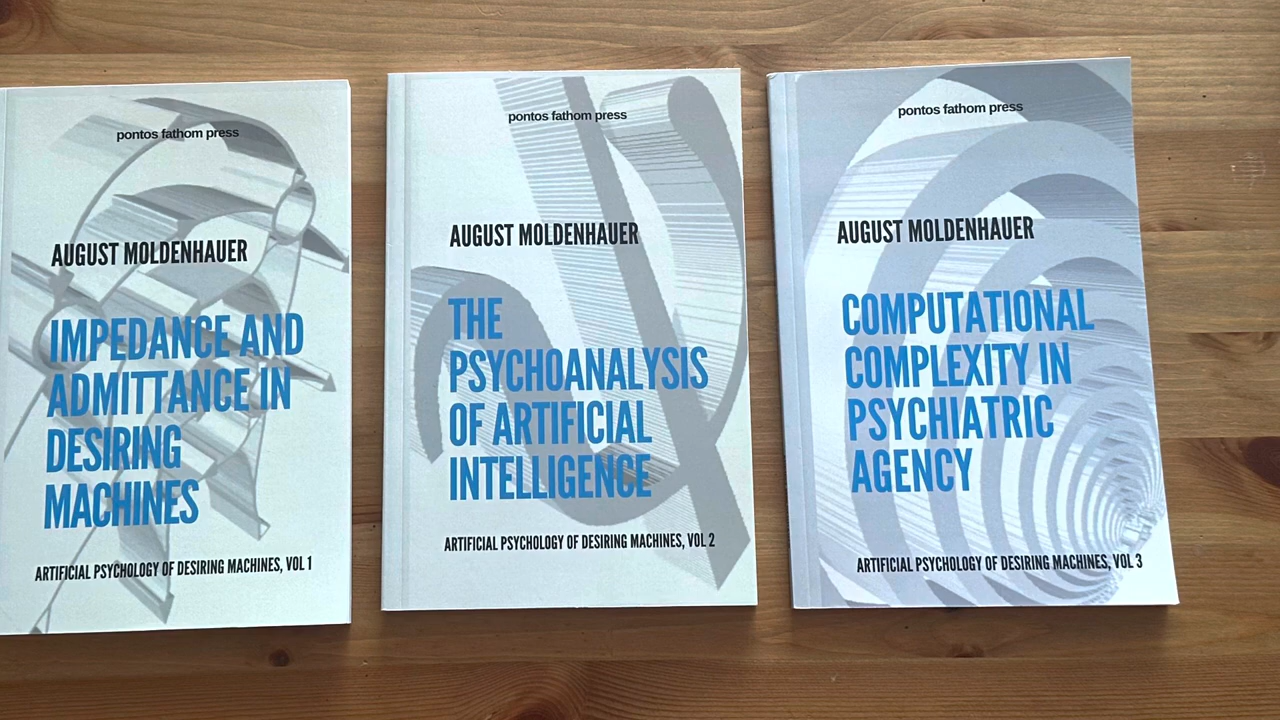 pontos fathom press
AUGUST MOLDENHAUER
IMPEDANCE AND
ADMITTANCE IN
DESIRING
MACHINES
ARTIFICIAL PSYCHOLOGY OF DESIRING MACHINES, VOL 1
pontos fathom press
AUGUST MOLDENHAUER
THE
PSYCHOANALYSIS
OF ARTIFICIAL
INTELLIGENCE
ARTIFICIAL PSYCHOLOGY OF DESIRING MACHINES, VOL 2
pontos fathom press
AUGUST MOLDENHAUER
COMPUTATIONAL
COMPLEXITY IN
PSYCHIATRIC
AGENCY
ARTIFICIAL PSYCHOLOGY OF DESIRING MACHINES, VOL 3